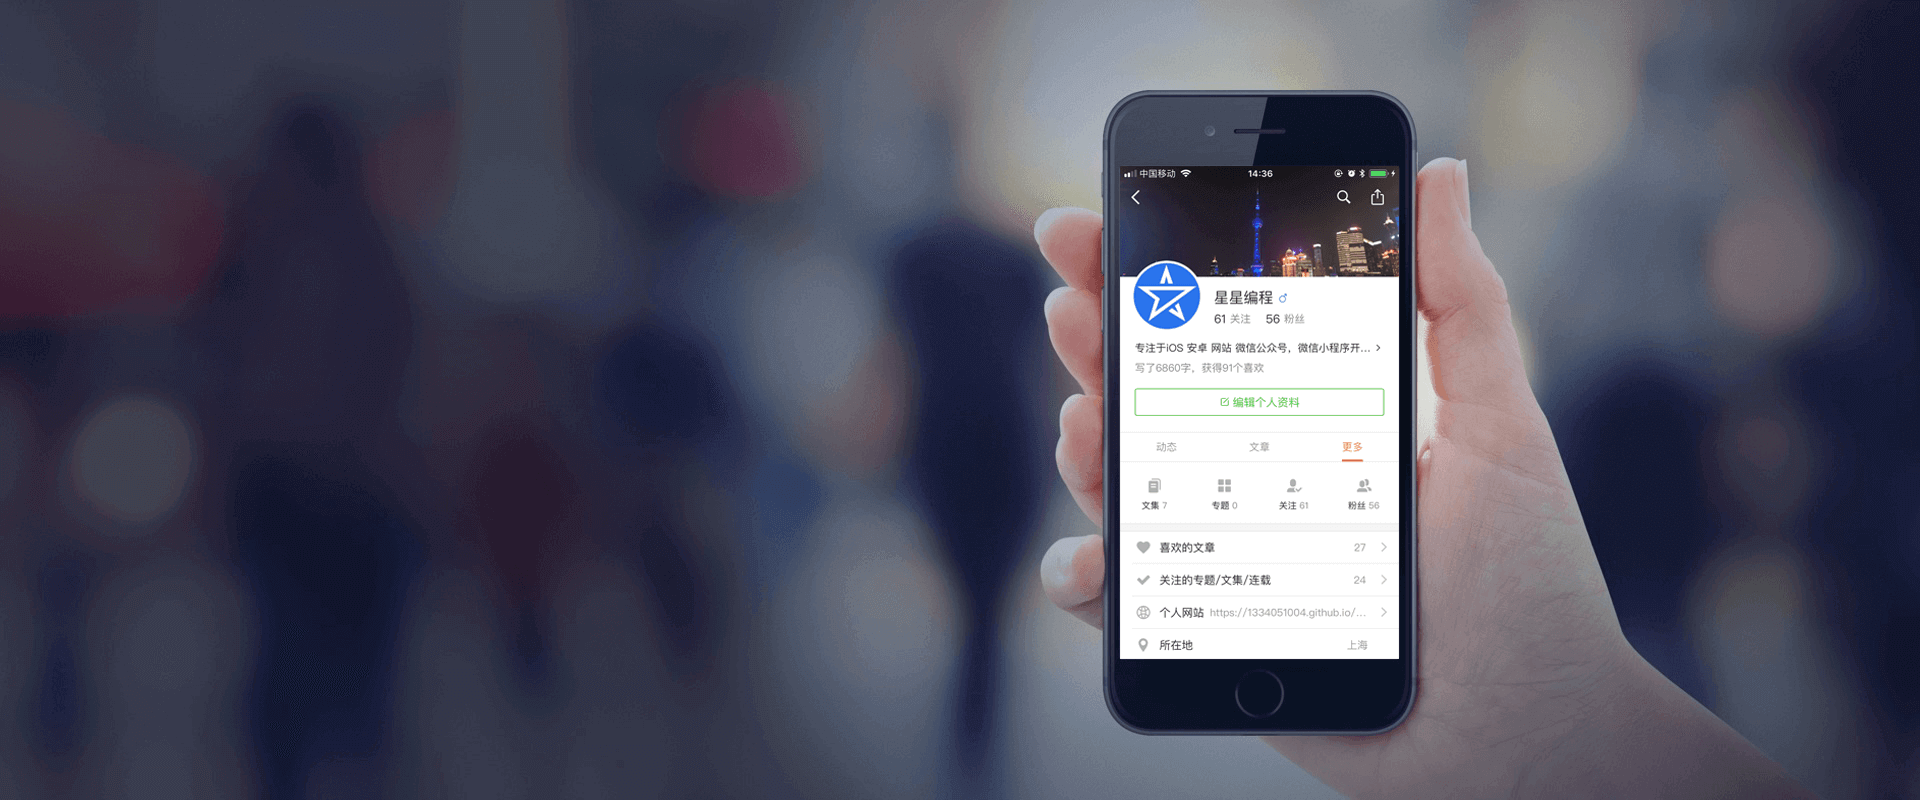 中国移动 14:36
星星编程
61 关注 56 粉丝
专注于iOS 安卓 网站 微信公众号，微信小程序开...
写了6860字，获得91个喜欢
编辑个人资料
动态 文章 更多
文集 7 专题 0 关注 61 粉丝 56
喜欢的文章 27
关注的专题/文集/连载 24
个人网站 https://1334051004.github.io/...
所在地 上海